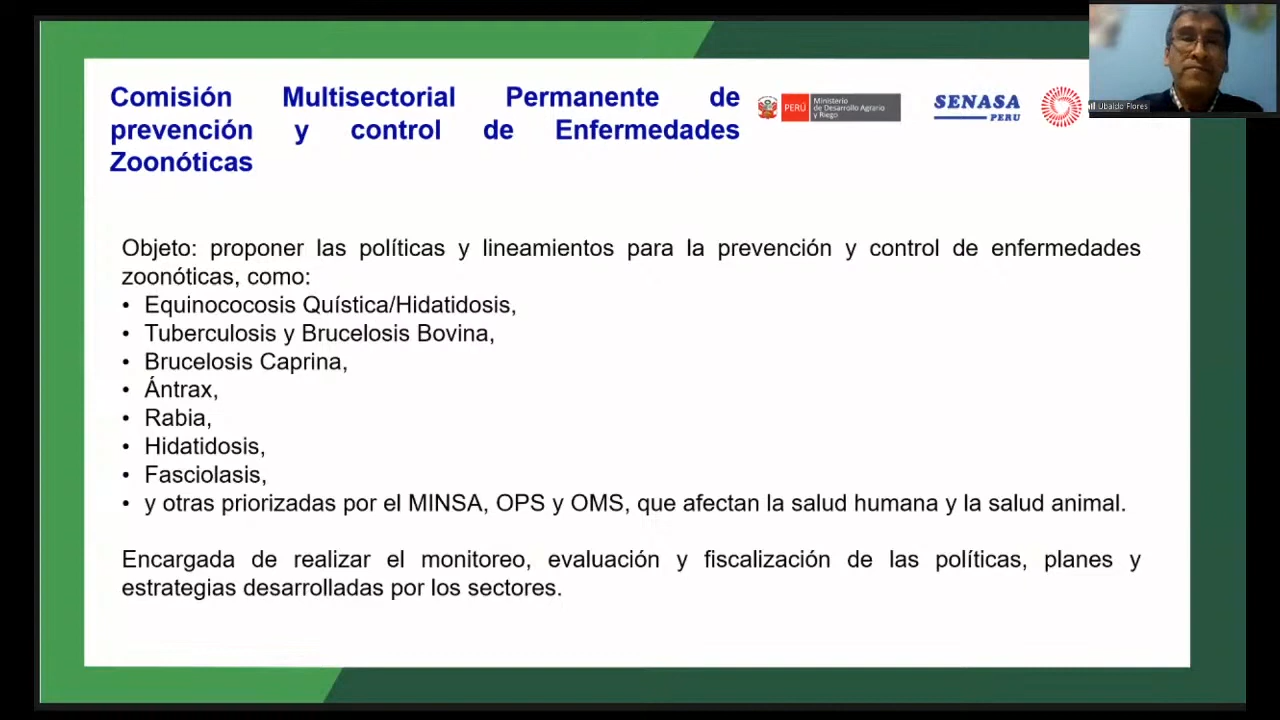 Comisión Multisectorial Permanente de
prevención y control de Enfermedades
Zoonóticas
PERÚ
Ministerio
de Desarrollo Agrario
y Riego
SENASA
PERU
Ubaldo Flores
Objeto: proponer las políticas y lineamientos para la prevención y control de enfermedades
zoonóticas, como:
• Equinococosis Quística/Hidatidosis,
• Tuberculosis y Brucelosis Bovina,
• Brucelosis Caprina,
• Ántrax,
• Rabia,
• Hidatidosis,
• Fasciolasis,
• y otras priorizadas por el MINSA, OPS y OMS, que afectan la salud humana y la salud animal.
Encargada de realizar el monitoreo, evaluación y fiscalización de las políticas, planes y
estrategias desarrolladas por los sectores.